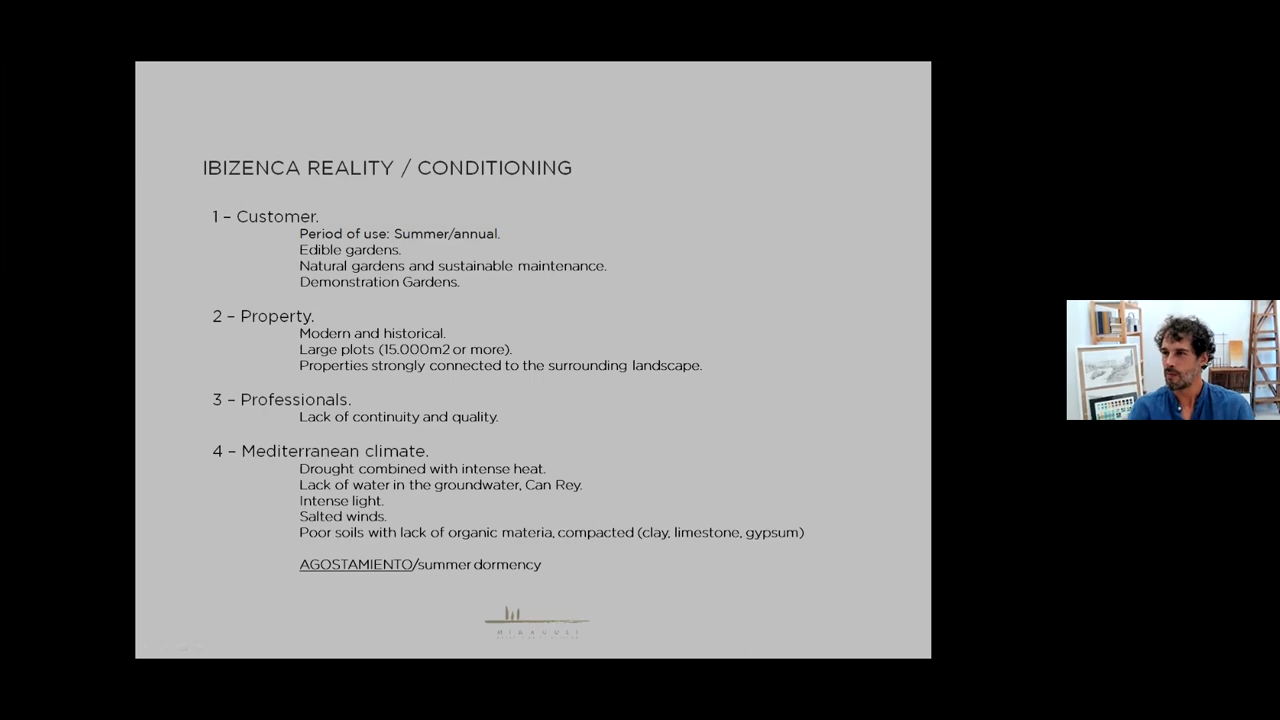 IBIZENCA REALITY / CONDITIONING
1 – Customer.
Period of use: Summer/annual.
Edible gardens.
Natural gardens and sustainable maintenance.
Demonstration Gardens.
2 – Property.
Modern and historical.
Large plots (15.000m2 or more).
Properties strongly connected to the surrounding landscape.
3 – Professionals.
Lack of continuity and quality.
4 – Mediterranean climate.
Drought combined with intense heat.
Lack of water in the groundwater, Can Rey.
Intense light.
Salted winds.
Poor soils with lack of organic materia, compacted (clay, limestone, gypsum)
AGOSTAMIENTO/summer dormency